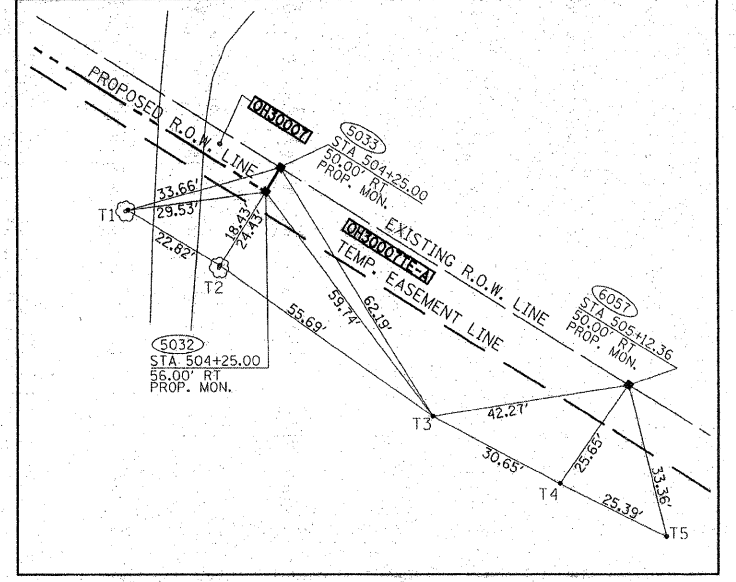 PROPOSED R.O.W. LINE
OH30007
5033
STA 504+25.00
50.00' RT
PROP. MON.
33.66'
29.53'
T1
22.82'
18.43'
24.43'
T2
EXISTING R.O.W. LINE
OH30007TE-A
TEMP. EASEMENT LINE
6057
STA 505+12.36
50.00' RT
PROP. MON.
55.69'
59.74'
62.19'
5032
STA 504+25.00
56.00' RT
PROP. MON.
T3
42.27'
30.65'
25.65'
T4
33.36'
25.39'
T5